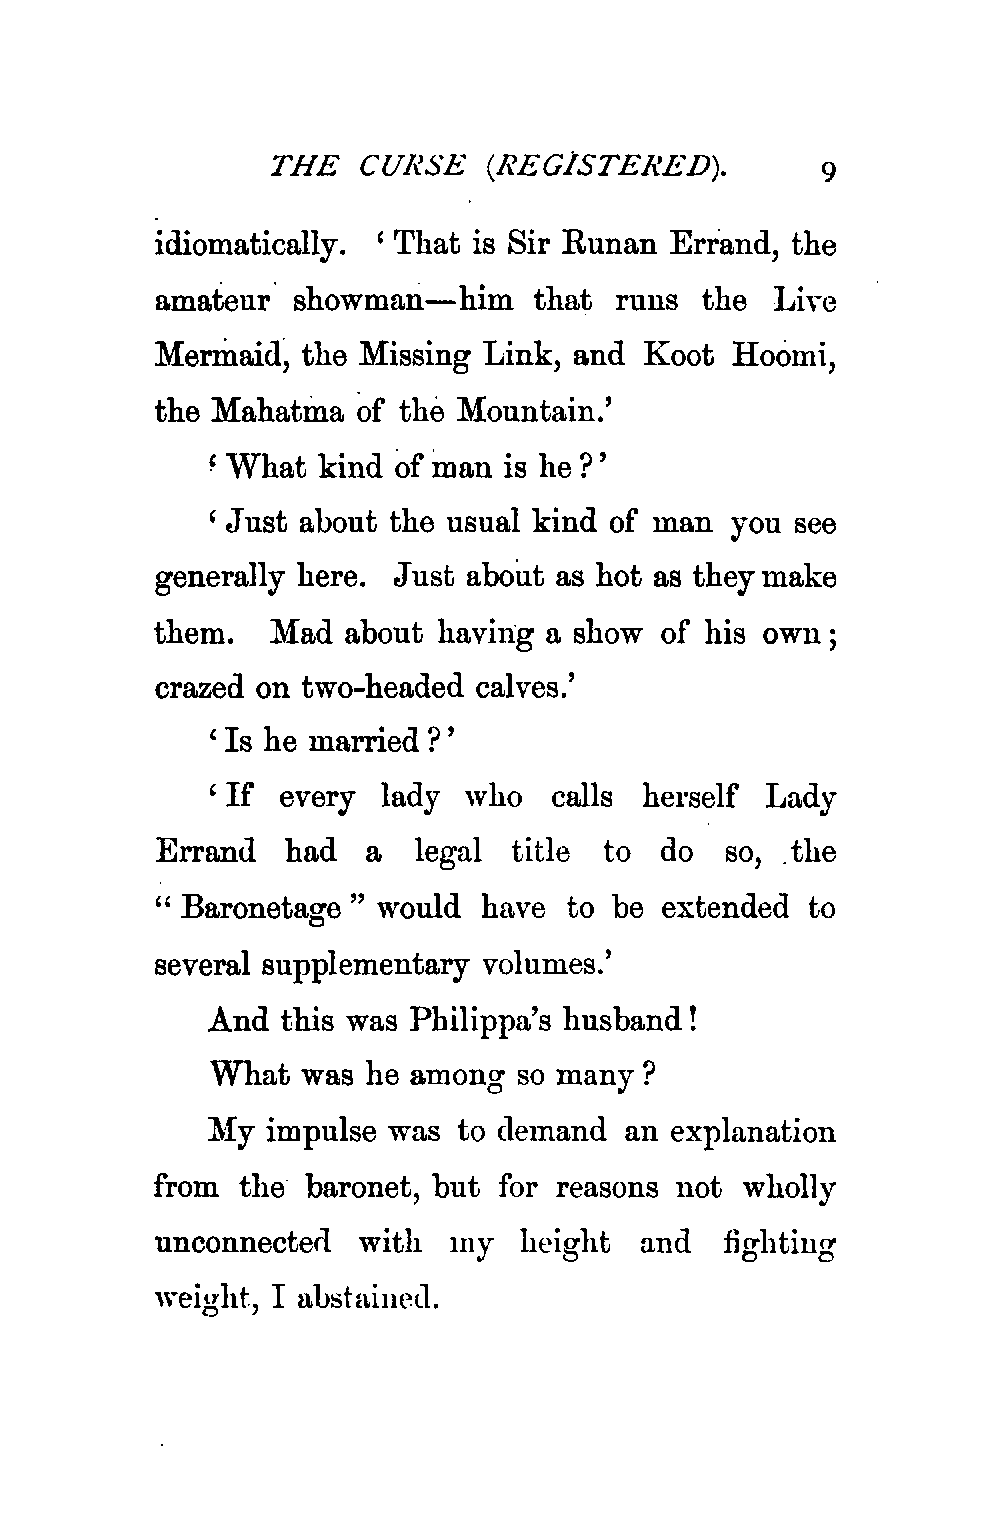 THE CURSE (REGISTERED). 9
idiomatically. ‘ That is Sir Runan Errand, the
amateur showman—him that runs the Live
Mermaid, the Missing Link, and Koot Hoomi,
the Mahatma of the Mountain.’
‘ What kind of man is he ? ’
‘ Just about the usual kind of man you see
generally here. Just about as hot as they make
them. Mad about having a show of his own ;
crazed on two-headed calves.’
‘ Is he married ? ’
‘ If every lady who calls herself Lady
Errand had a legal title to do so, the
“ Baronetage ” would have to be extended to
several supplementary volumes.’
And this was Philippa’s husband !
What was he among so many ?
My impulse was to demand an explanation
from the baronet, but for reasons not wholly
unconnected with my height and fighting
weight, I abstained.